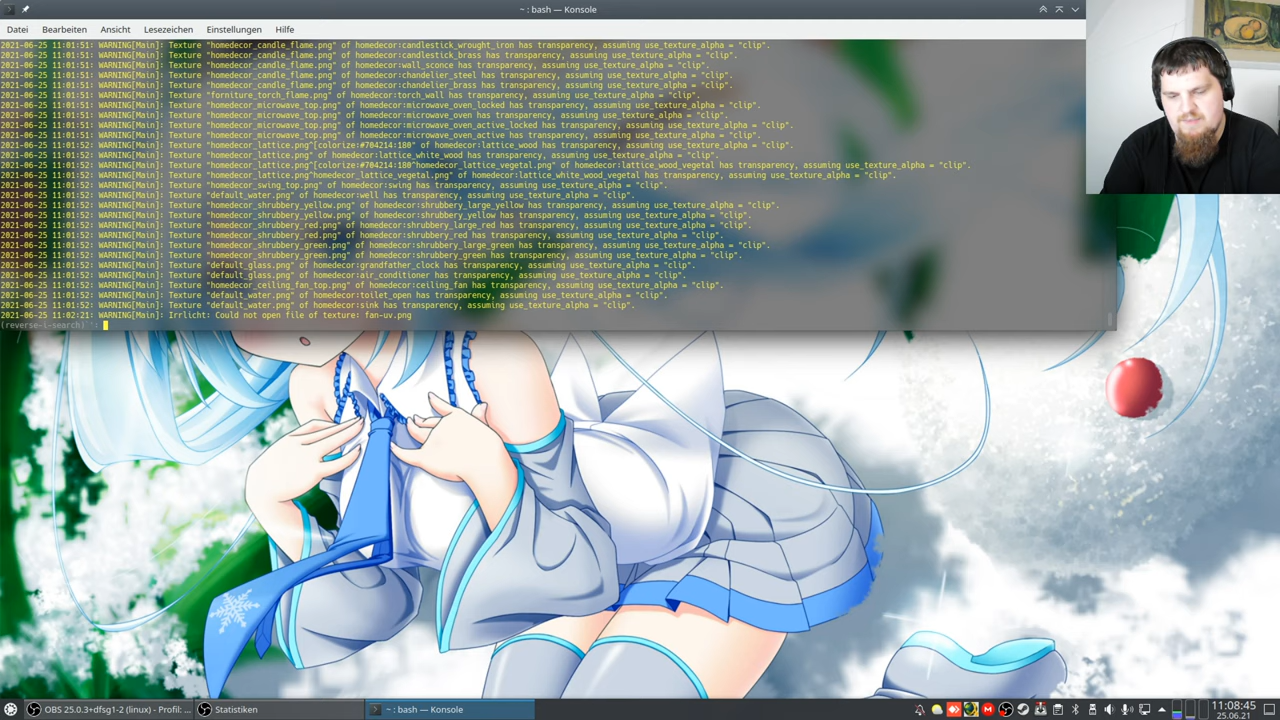 ~ : bash — Konsole
Datei Bearbeiten Ansicht Lesezeichen Einstellungen Hilfe
2021-06-25 11:01:51: WARNING[Main]: Texture "homedecor_candle_flame.png" of homedecor:candlestick_wrought_iron has transparency, assuming use_texture_alpha = "clip".
2021-06-25 11:01:51: WARNING[Main]: Texture "homedecor_candle_flame.png" of homedecor:candlestick_brass has transparency, assuming use_texture_alpha = "clip".
2021-06-25 11:01:51: WARNING[Main]: Texture "homedecor_candle_flame.png" of homedecor:wall_sconce has transparency, assuming use_texture_alpha = "clip".
2021-06-25 11:01:51: WARNING[Main]: Texture "homedecor_candle_flame.png" of homedecor:chandelier_steel has transparency, assuming use_texture_alpha = "clip".
2021-06-25 11:01:51: WARNING[Main]: Texture "homedecor_candle_flame.png" of homedecor:chandelier_brass has transparency, assuming use_texture_alpha = "clip".
2021-06-25 11:01:51: WARNING[Main]: Texture "forniture_torch_flame.png" of homedecor:torch_wall has transparency, assuming use_texture_alpha = "clip".
2021-06-25 11:01:51: WARNING[Main]: Texture "homedecor_microwave_top.png" of homedecor:microwave_oven_locked has transparency, assuming use_texture_alpha = "clip".
2021-06-25 11:01:51: WARNING[Main]: Texture "homedecor_microwave_top.png" of homedecor:microwave_oven has transparency, assuming use_texture_alpha = "clip".
2021-06-25 11:01:51: WARNING[Main]: Texture "homedecor_microwave_top.png" of homedecor:microwave_oven_active_locked has transparency, assuming use_texture_alpha = "clip".
2021-06-25 11:01:51: WARNING[Main]: Texture "homedecor_microwave_top.png" of homedecor:microwave_oven_active has transparency, assuming use_texture_alpha = "clip".
2021-06-25 11:01:52: WARNING[Main]: Texture "homedecor_lattice.png^[colorize:#704214:180" of homedecor:lattice_wood has transparency, assuming use_texture_alpha = "clip".
2021-06-25 11:01:52: WARNING[Main]: Texture "homedecor_lattice.png" of homedecor:lattice_white_wood has transparency, assuming use_texture_alpha = "clip".
2021-06-25 11:01:52: WARNING[Main]: Texture "homedecor_lattice.png^[colorize:#704214:180^homedecor_lattice_vegetal.png" of homedecor:lattice_wood_vegetal has transparency, assuming use_texture_alpha = "clip".
2021-06-25 11:01:52: WARNING[Main]: Texture "homedecor_lattice.png^homedecor_lattice_vegetal.png" of homedecor:lattice_white_wood_vegetal has transparency, assuming use_texture_alpha = "clip".
2021-06-25 11:01:52: WARNING[Main]: Texture "homedecor_swing_top.png" of homedecor:swing has transparency, assuming use_texture_alpha = "clip".
2021-06-25 11:01:52: WARNING[Main]: Texture "default_water.png" of homedecor:well has transparency, assuming use_texture_alpha = "clip".
2021-06-25 11:01:52: WARNING[Main]: Texture "homedecor_shrubbery_yellow.png" of homedecor:shrubbery_large_yellow has transparency, assuming use_texture_alpha = "clip".
2021-06-25 11:01:52: WARNING[Main]: Texture "homedecor_shrubbery_yellow.png" of homedecor:shrubbery_yellow has transparency, assuming use_texture_alpha = "clip".
2021-06-25 11:01:52: WARNING[Main]: Texture "homedecor_shrubbery_red.png" of homedecor:shrubbery_large_red has transparency, assuming use_texture_alpha = "clip".
2021-06-25 11:01:52: WARNING[Main]: Texture "homedecor_shrubbery_red.png" of homedecor:shrubbery_red has transparency, assuming use_texture_alpha = "clip".
2021-06-25 11:01:52: WARNING[Main]: Texture "homedecor_shrubbery_green.png" of homedecor:shrubbery_large_green has transparency, assuming use_texture_alpha = "clip".
2021-06-25 11:01:52: WARNING[Main]: Texture "homedecor_shrubbery_green.png" of homedecor:shrubbery_green has transparency, assuming use_texture_alpha = "clip".
2021-06-25 11:01:52: WARNING[Main]: Texture "default_glass.png" of homedecor:grandfather_clock has transparency, assuming use_texture_alpha = "clip".
2021-06-25 11:01:52: WARNING[Main]: Texture "default_glass.png" of homedecor:air_conditioner has transparency, assuming use_texture_alpha = "clip".
2021-06-25 11:01:52: WARNING[Main]: Texture "homedecor_ceiling_fan_top.png" of homedecor:ceiling_fan has transparency, assuming use_texture_alpha = "clip".
2021-06-25 11:01:52: WARNING[Main]: Texture "default_water.png" of homedecor:toilet_open has transparency, assuming use_texture_alpha = "clip".
2021-06-25 11:01:52: WARNING[Main]: Texture "default_water.png" of homedecor:sink has transparency, assuming use_texture_alpha = "clip".
2021-06-25 11:02:21: WARNING[Main]: Irrlicht: Could not open file of texture: fan-uv.png
(reverse-i-search)`':
OBS 25.0.3+dfsg1-2 (linux) - Profil: ... Statistiken ~ : bash — Konsole 11:08:45
25.06.21